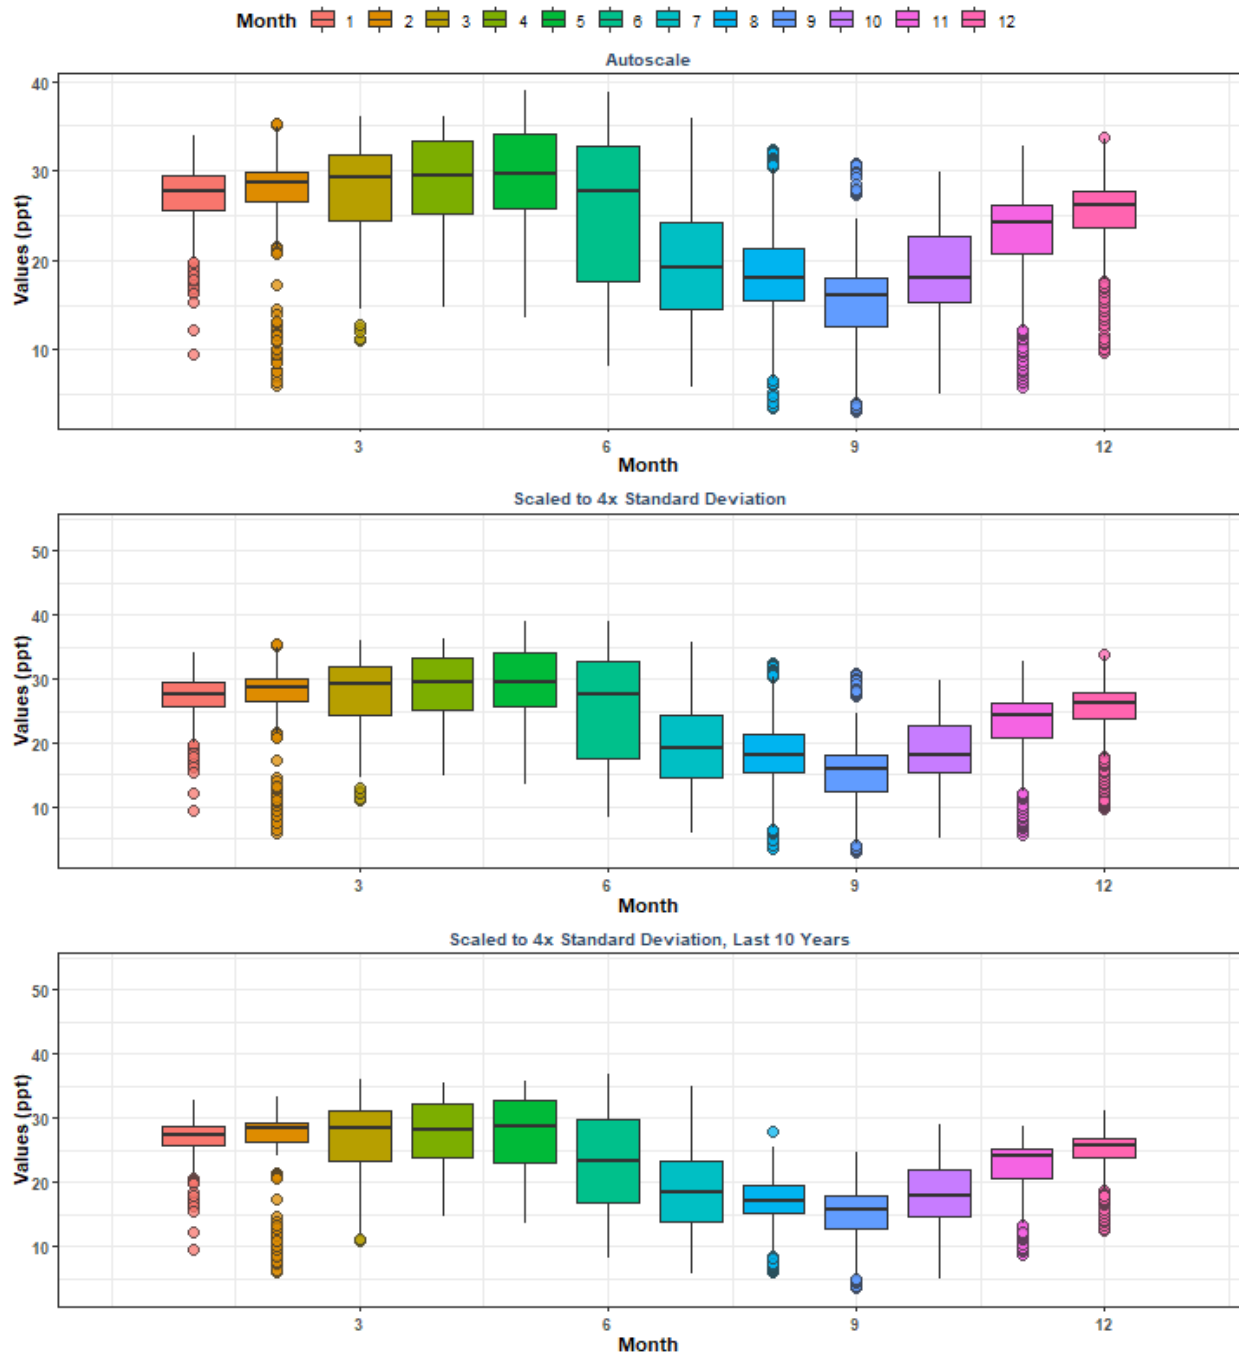 Month 1 2 3 4 5 6 7 8 9 10 11 12
Autoscale
Values (ppt)
40
30
20
10
3 6 9 12
Month
Scaled to 4x Standard Deviation
Values (ppt)
50
40
30
20
10
3 6 9 12
Month
Scaled to 4x Standard Deviation, Last 10 Years
Values (ppt)
50
40
30
20
10
3 6 9 12
Month